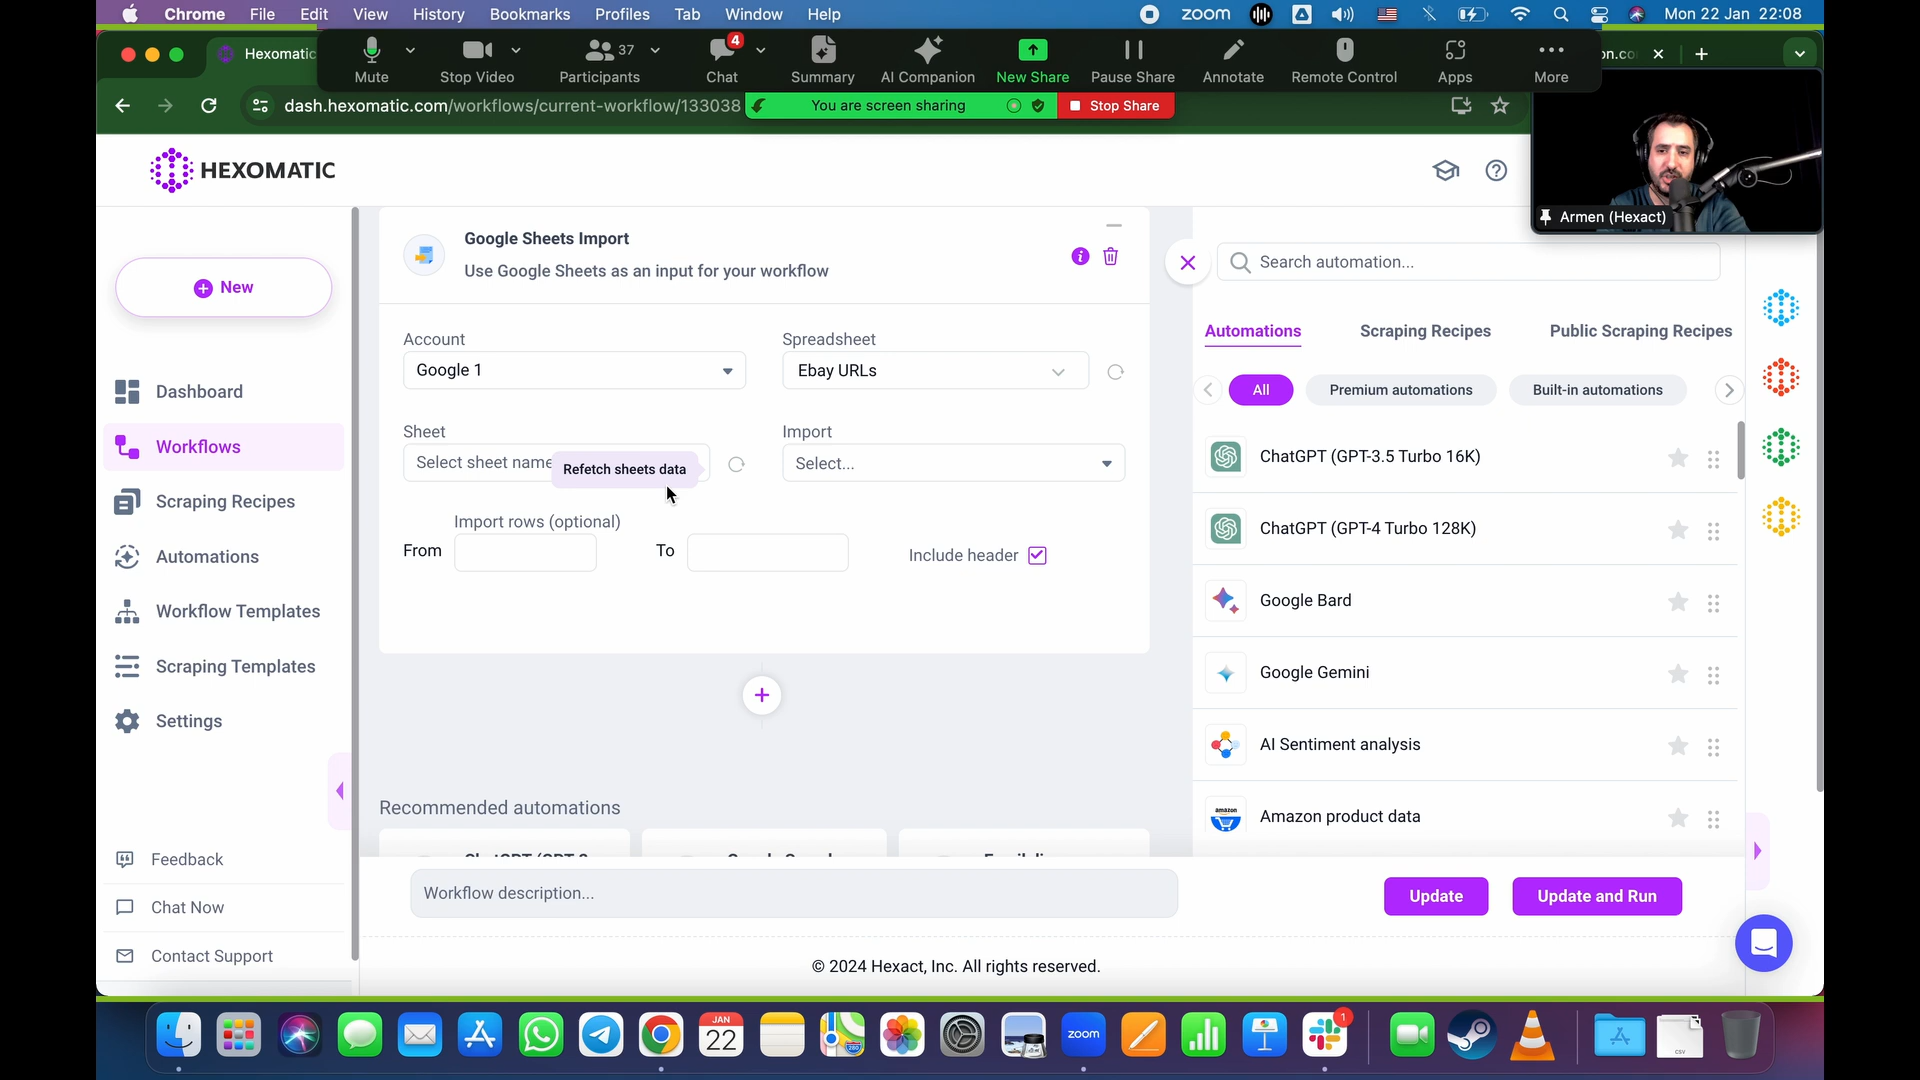 Chrome File Edit View History Bookmarks Profiles Tab Window Help zoom Mon 22 Jan 22:08
Hexomatic
Mute Stop Video Participants 37 Chat 4 Summary AI Companion New Share Pause Share Annotate Remote Control Apps More
dash.hexomatic.com/workflows/current-workflow/133038
You are screen sharing Stop Share
HEXOMATIC
Armen (Hexact)
New
Dashboard
Workflows
Scraping Recipes
Automations
Workflow Templates
Scraping Templates
Settings
Feedback
Chat Now
Contact Support
Google Sheets Import
Use Google Sheets as an input for your workflow
Account
Google 1
Spreadsheet
Ebay URLs
Sheet
Select sheet name
Refetch sheets data
Import
Select...
Import rows (optional)
From To Include header
Recommended automations
Workflow description...
Update
Update and Run
© 2024 Hexact, Inc. All rights reserved.
Search automation...
Automations Scraping Recipes Public Scraping Recipes
All Premium automations Built-in automations
ChatGPT (GPT-3.5 Turbo 16K)
ChatGPT (GPT-4 Turbo 128K)
Google Bard
Google Gemini
AI Sentiment analysis
amazon
Amazon product data
JAN
22
zoom
1
CSV